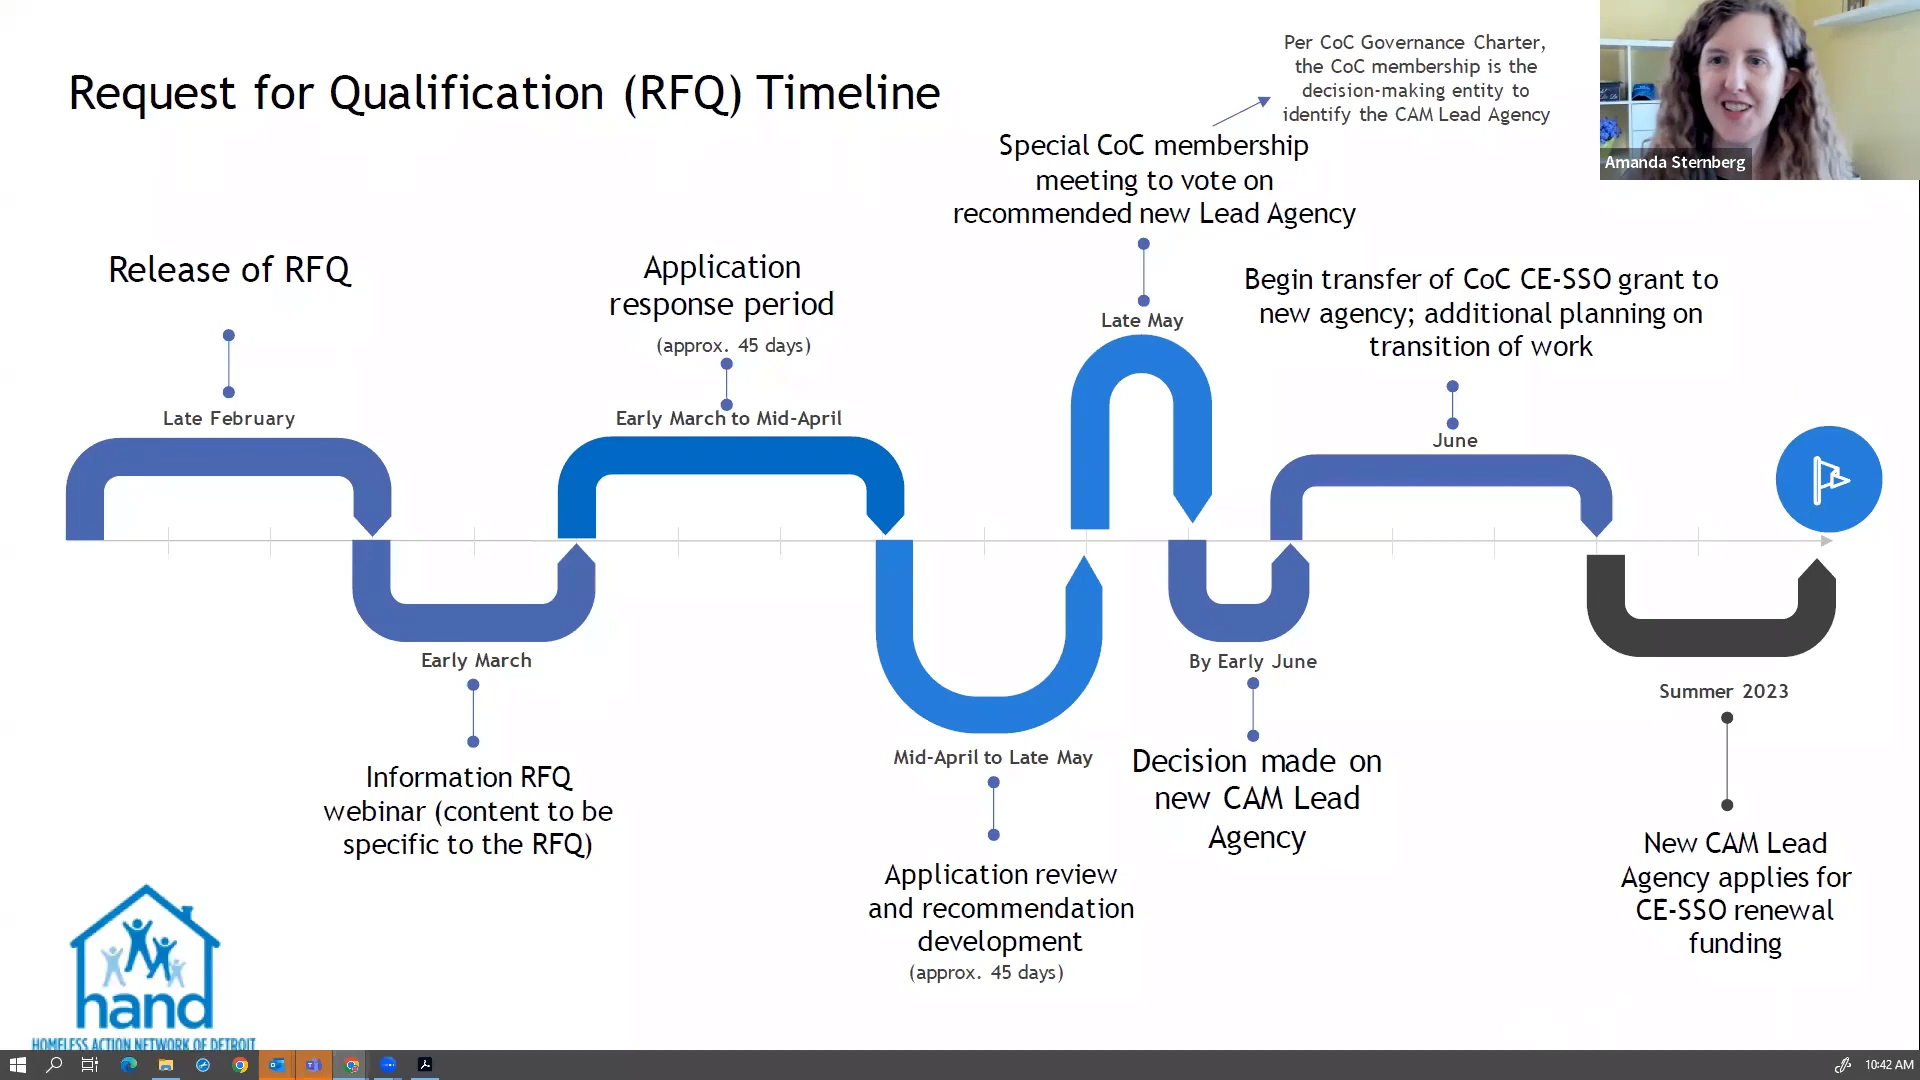 Request for Qualification (RFQ) Timeline
Per CoC Governance Charter,
the CoC membership is the
decision-making entity to
identify the CAM Lead Agency
Amanda Sternberg
Release of RFQ
Late February
Information RFQ
webinar (content to be
specific to the RFQ)
Early March
Application
response period
(approx. 45 days)
Early March to Mid-April
Mid-April to Late May
Application review
and recommendation
development
(approx. 45 days)
Special CoC membership
meeting to vote on
recommended new Lead Agency
Late May
By Early June
Decision made on
new CAM Lead
Agency
Begin transfer of CoC CE-SSO grant to
new agency; additional planning on
transition of work
June
Summer 2023
New CAM Lead
Agency applies for
CE-SSO renewal
funding
hand
HOMELESS ACTION NETWORK OF DETROIT
10:42 AM